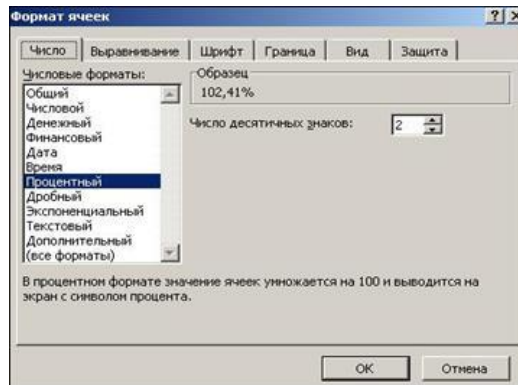 Формат ячеек
Число Выравнивание Шрифт Граница Вид Защита
Числовые форматы:
Общий
Числовой
Денежный
Финансовый
Дата
Время
Процентный
Дробный
Экспоненциальный
Текстовый
Дополнительный
(все форматы)
Образец
102,41%
Число десятичных знаков: 2
В процентном формате значение ячеек умножается на 100 и выводится на
экран с символом процента.
OK Отмена